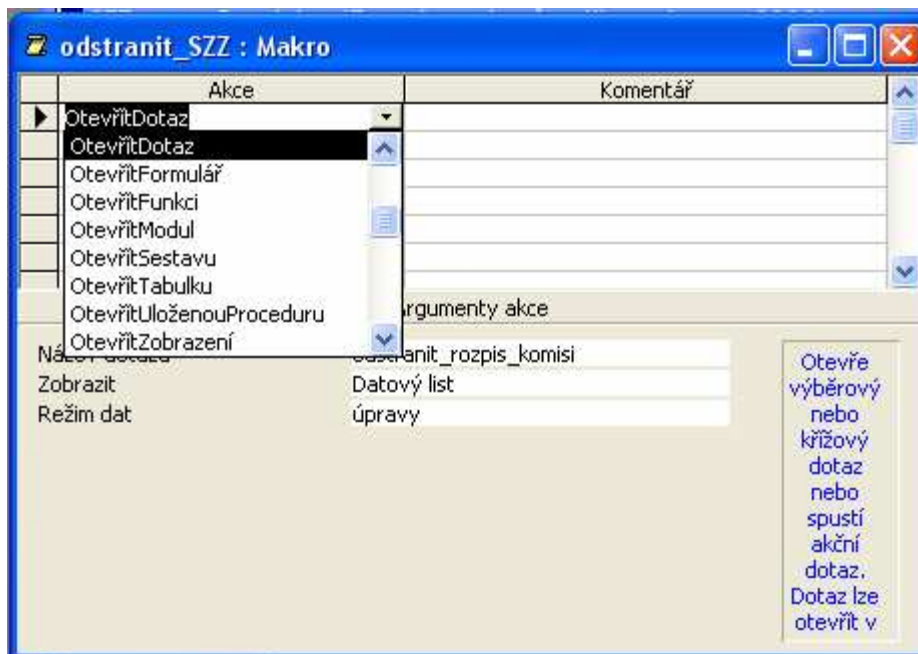 odstranit_SZZ : Makro
Akce Komentář
OtevřítDotaz
OtevřítDotaz
OtevřítFormulář
OtevřítFunkci
OtevřítModul
OtevřítSestavu
OtevřítTabulku
OtevřítUloženouProceduru
OtevřítZobrazení
rgumenty akce
odstranit_rozpis_komisi
Zobrazit Datový list
Režim dat úpravy
Otevře
výběrový
nebo
křížový
dotaz
nebo
spustí
akční
dotaz.
Dotaz lze
otevřít v